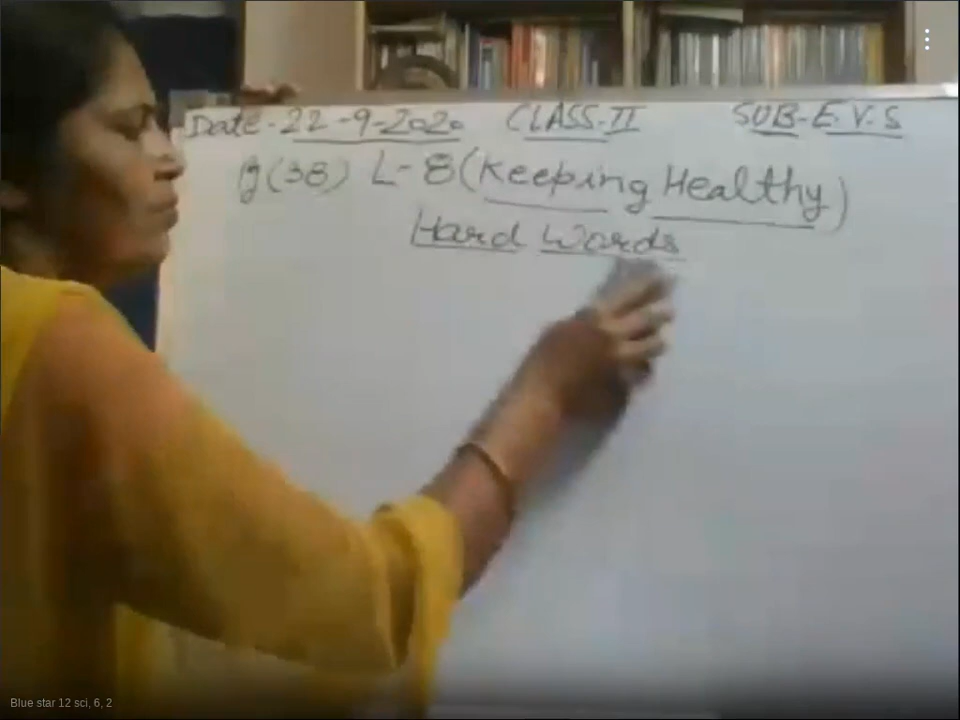 Date-22-9-2020 CLASS-II SUB-E.V.S
(38) L-8 (Keeping Healthy)
Hard Words
Blue star 12 sci, 6, 2